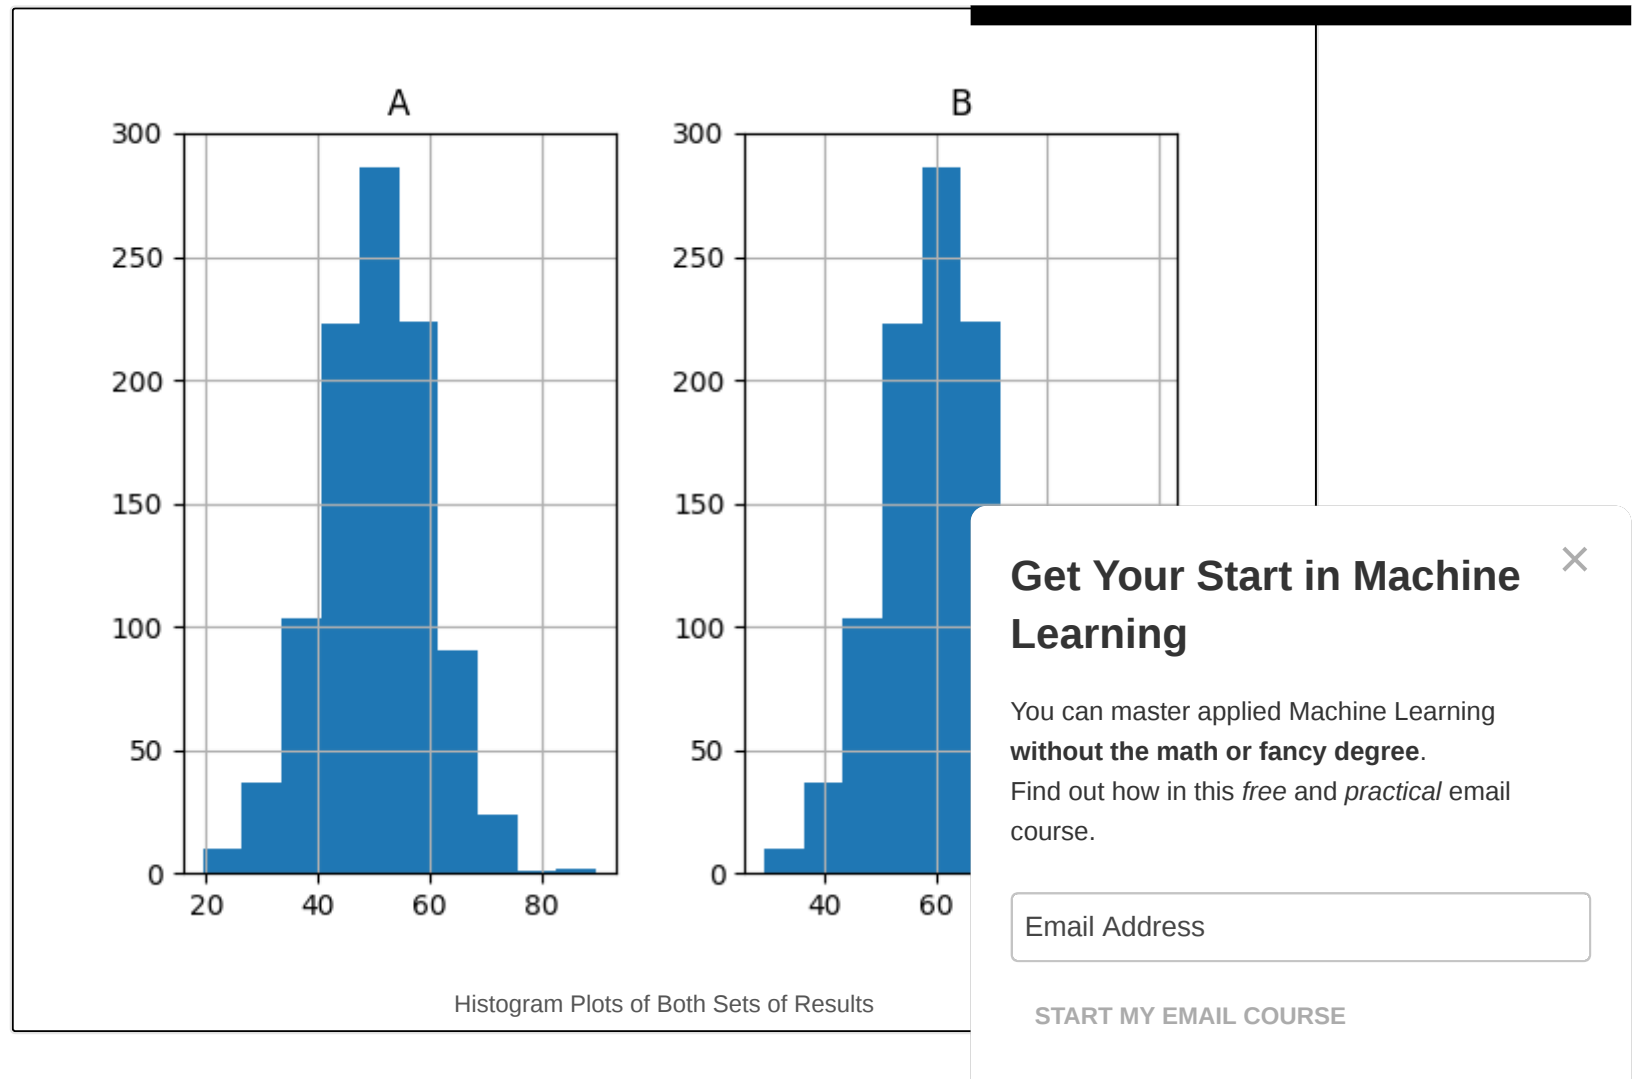 A
300
250
200
150
100
50
0
20 40 60 80
B
300
250
200
150
100
50
0
40 60
Histogram Plots of Both Sets of Results
Get Your Start in Machine
Learning
You can master applied Machine Learning
without the math or fancy degree.
Find out how in this free and practical email
course.
Email Address
START MY EMAIL COURSE